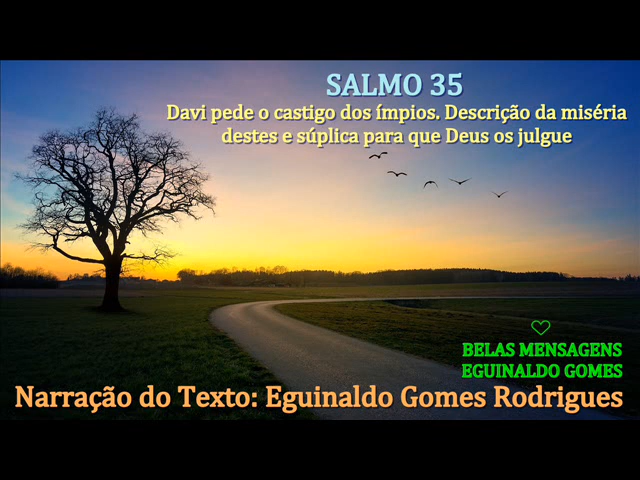 SALMO 35
Davi pede o castigo dos ímpios. Descrição da miséria
destes e súplica para que Deus os julgue
BELAS MENSAGENS
EGUINALDO GOMES
Narração do Texto: Eguinaldo Gomes Rodrigues